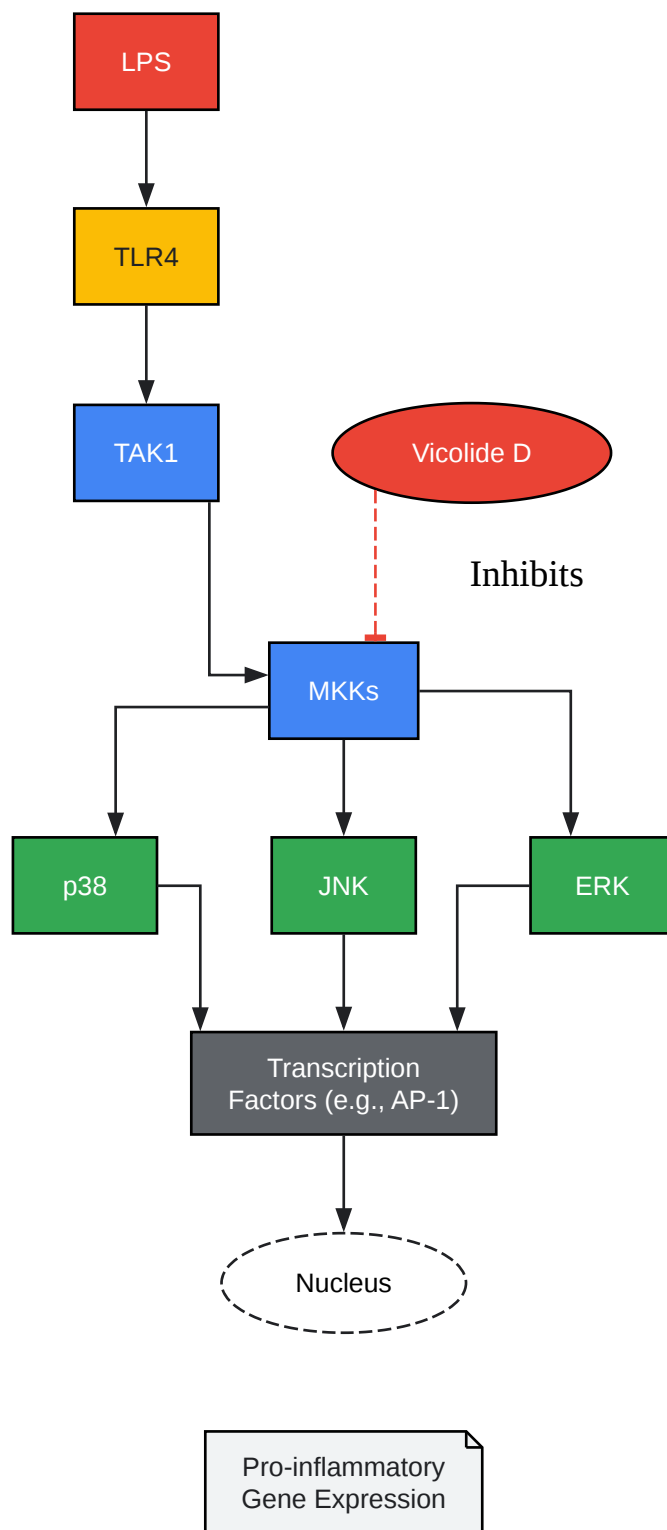 LPS
TLR4
TAK1
Vicolide D
Inhibits
MKKs
p38
JNK
ERK
Transcription
Factors (e.g., AP-1)
Nucleus
Pro-inflammatory
Gene Expression